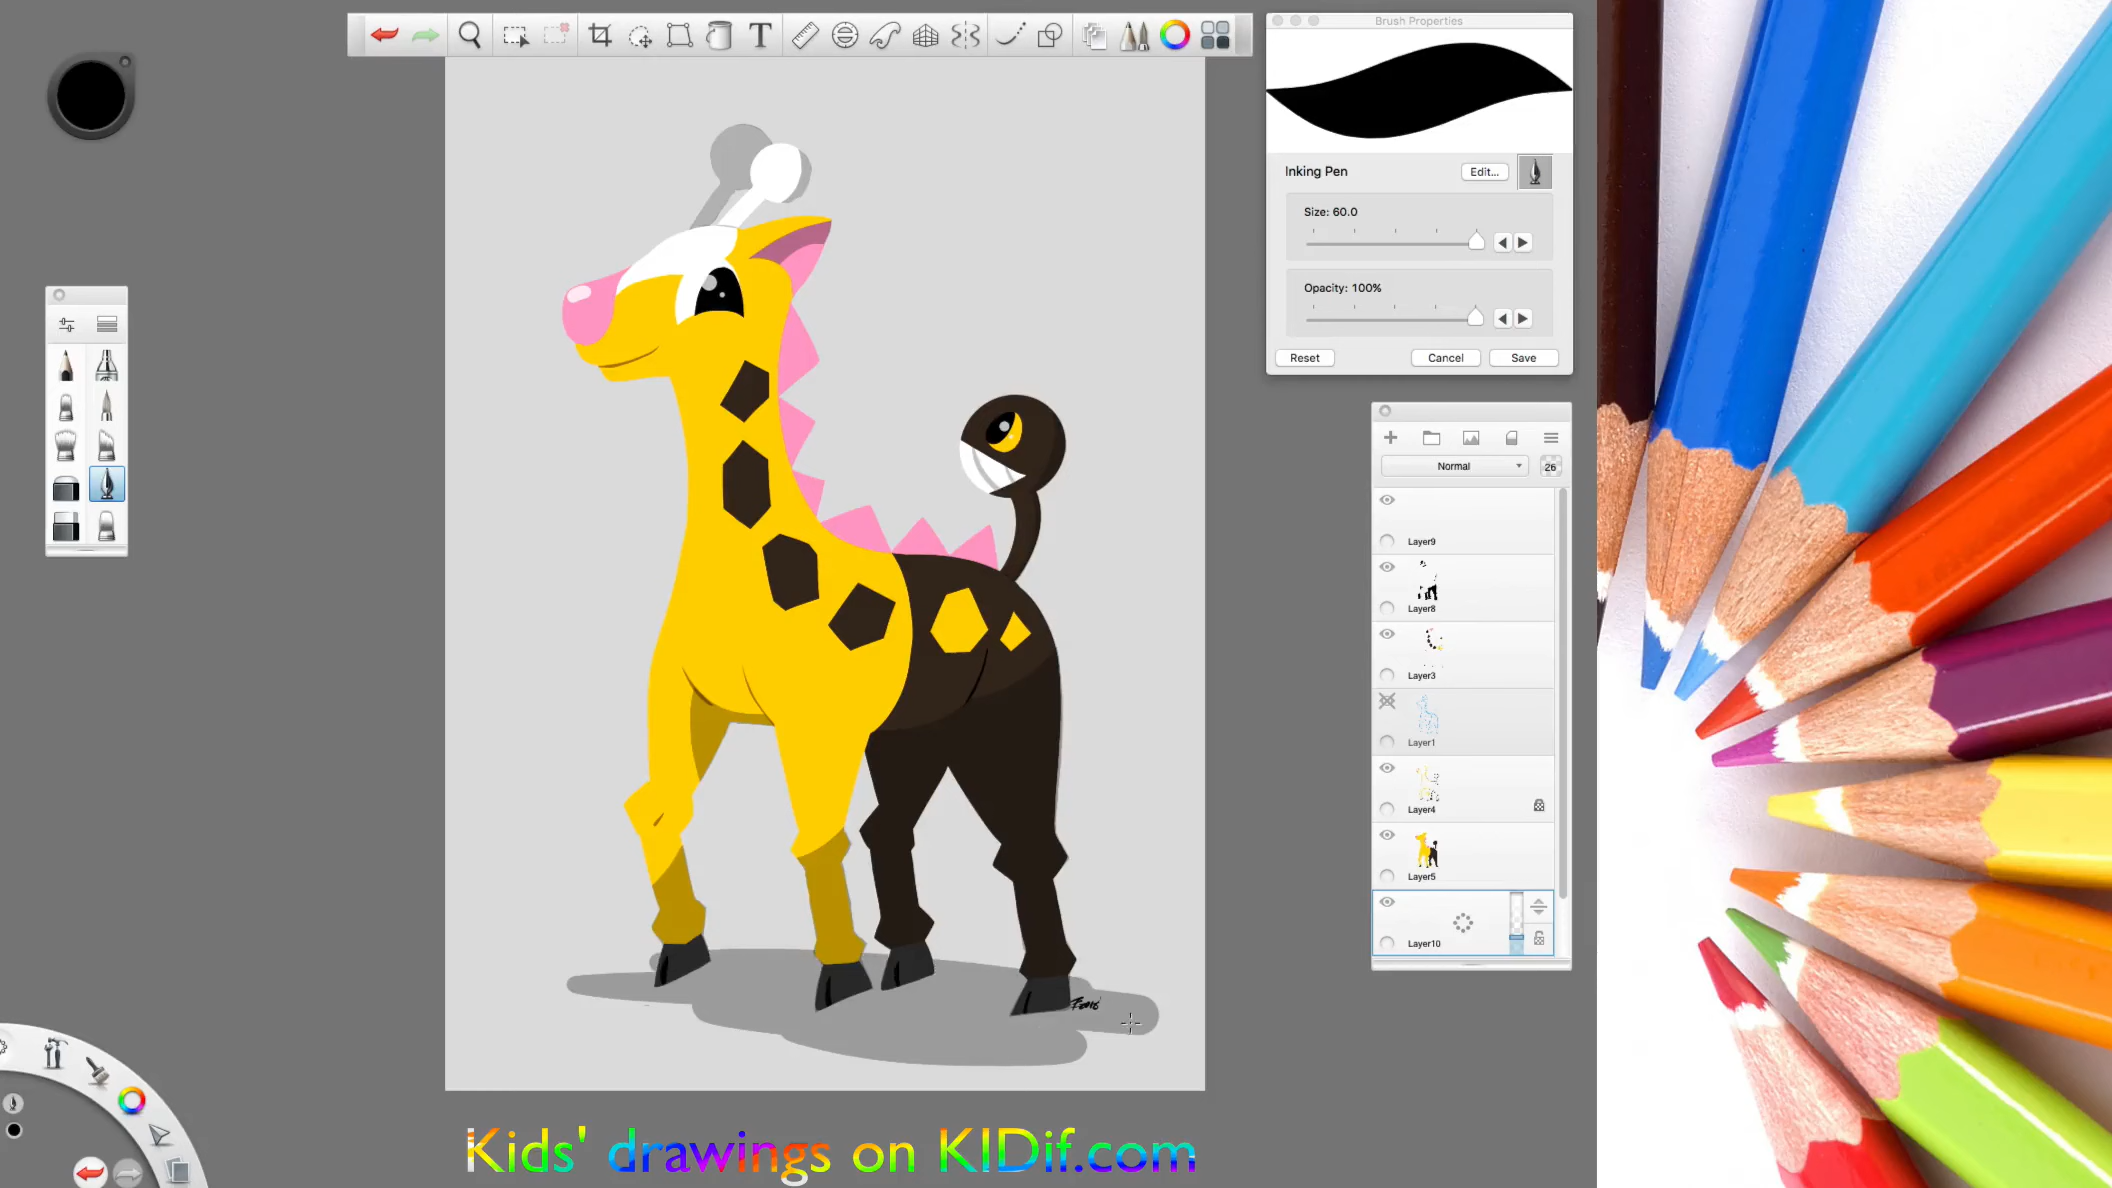 Brush Properties
Inking Pen
Edit...
Size: 60.0
Opacity: 100%
Reset
Cancel
Save
Normal
26
Layer9
Layer8
Layer3
Layer1
Layer4
Layer5
Layer10
T
Kids' drawings on KIDif.com